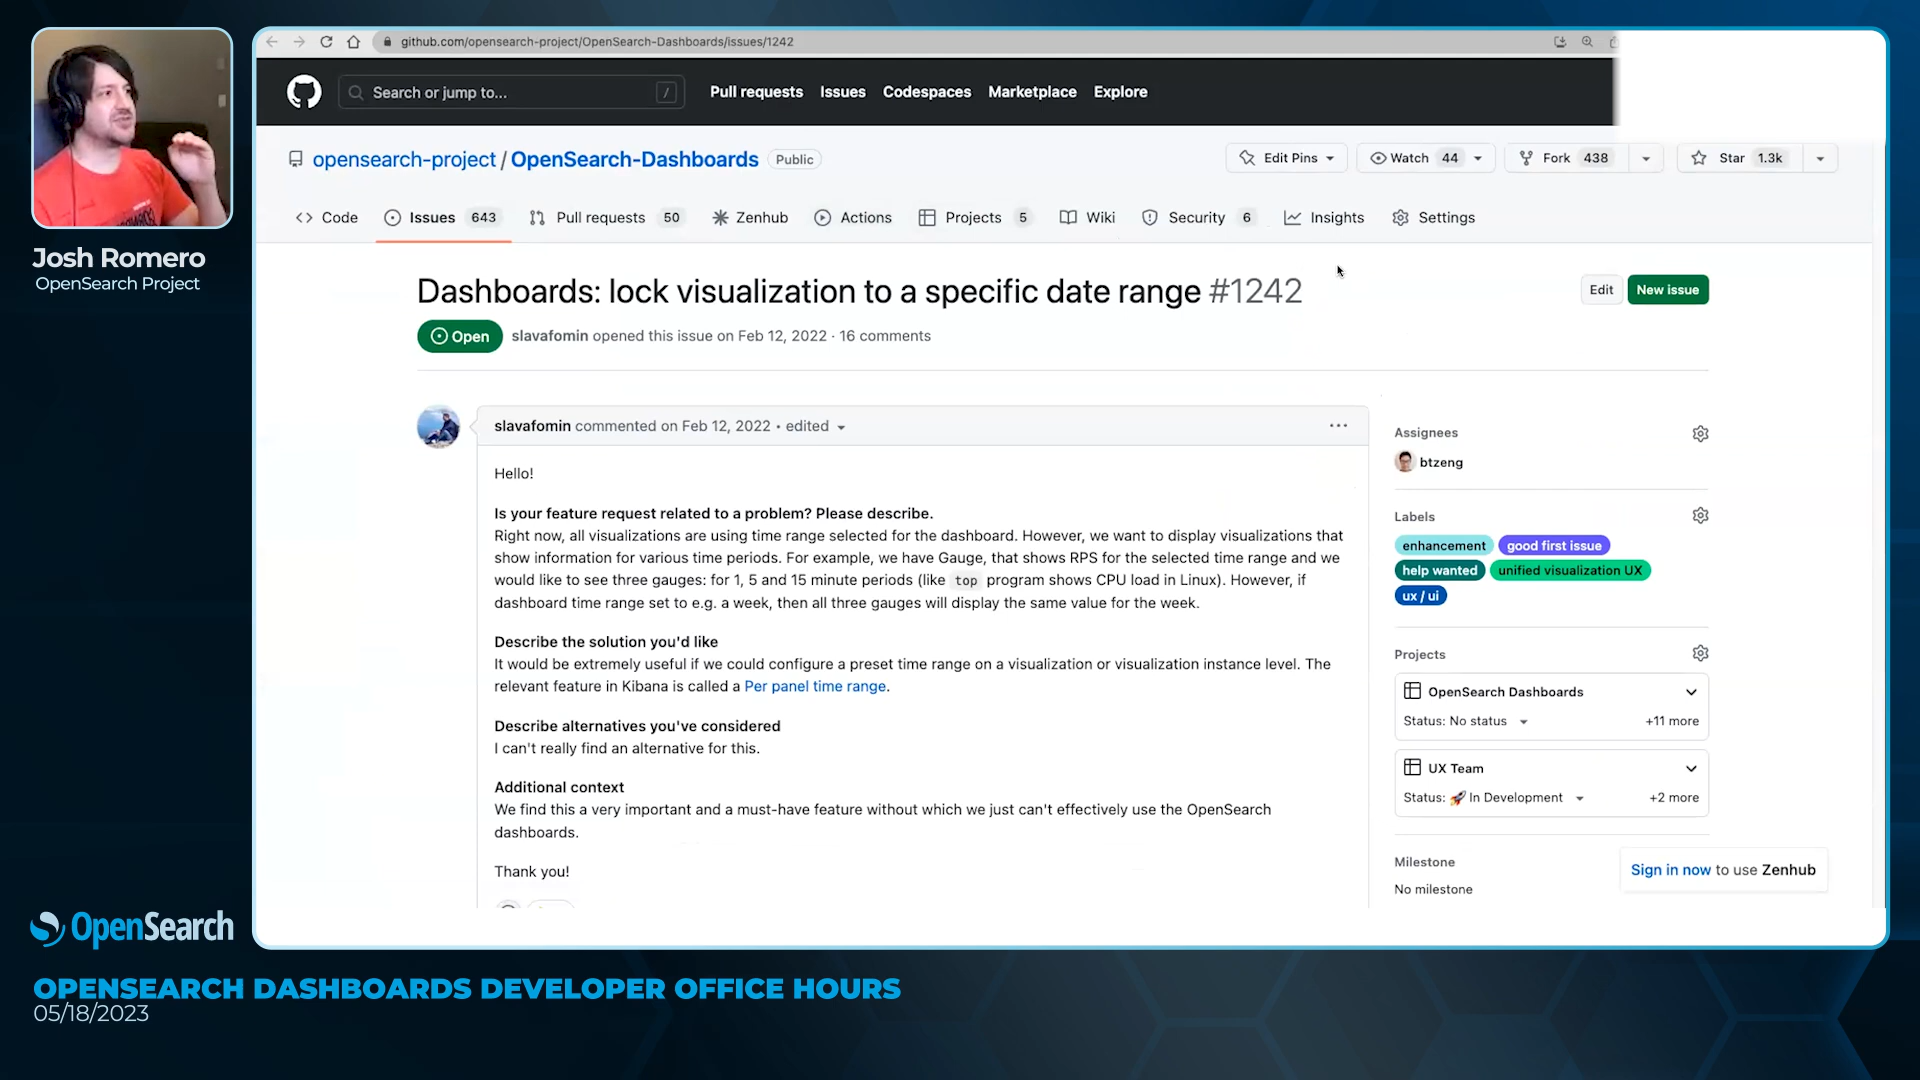 github.com/opensearch-project/OpenSearch-Dashboards/issues/1242
Search or jump to... /
Pull requests Issues Codespaces Marketplace Explore
opensearch-project / OpenSearch-Dashboards Public
Edit Pins Watch 44 Fork 438 Star 1.3k
Code Issues 643 Pull requests 50 Zenhub Actions Projects 5 Wiki Security 6 Insights Settings
Josh Romero
OpenSearch Project
Dashboards: lock visualization to a specific date range #1242
Edit New issue
Open slavafomin opened this issue on Feb 12, 2022 · 16 comments
slavafomin commented on Feb 12, 2022 • edited
Hello!
Is your feature request related to a problem? Please describe.
Right now, all visualizations are using time range selected for the dashboard. However, we want to display visualizations that
show information for various time periods. For example, we have Gauge, that shows RPS for the selected time range and we
would like to see three gauges: for 1, 5 and 15 minute periods (like top program shows CPU load in Linux). However, if
dashboard time range set to e.g. a week, then all three gauges will display the same value for the week.
Describe the solution you'd like
It would be extremely useful if we could configure a preset time range on a visualization or visualization instance level. The
relevant feature in Kibana is called a Per panel time range.
Describe alternatives you've considered
I can't really find an alternative for this.
Additional context
We find this a very important and a must-have feature without which we just can't effectively use the OpenSearch
dashboards.
Thank you!
Assignees
btzeng
Labels
enhancement good first issue
help wanted unified visualization UX
ux / ui
Projects
OpenSearch Dashboards
Status: No status +11 more
UX Team
Status: 🚀 In Development +2 more
Milestone
No milestone
Sign in now to use Zenhub
OpenSearch
OPENSEARCH DASHBOARDS DEVELOPER OFFICE HOURS
05/18/2023